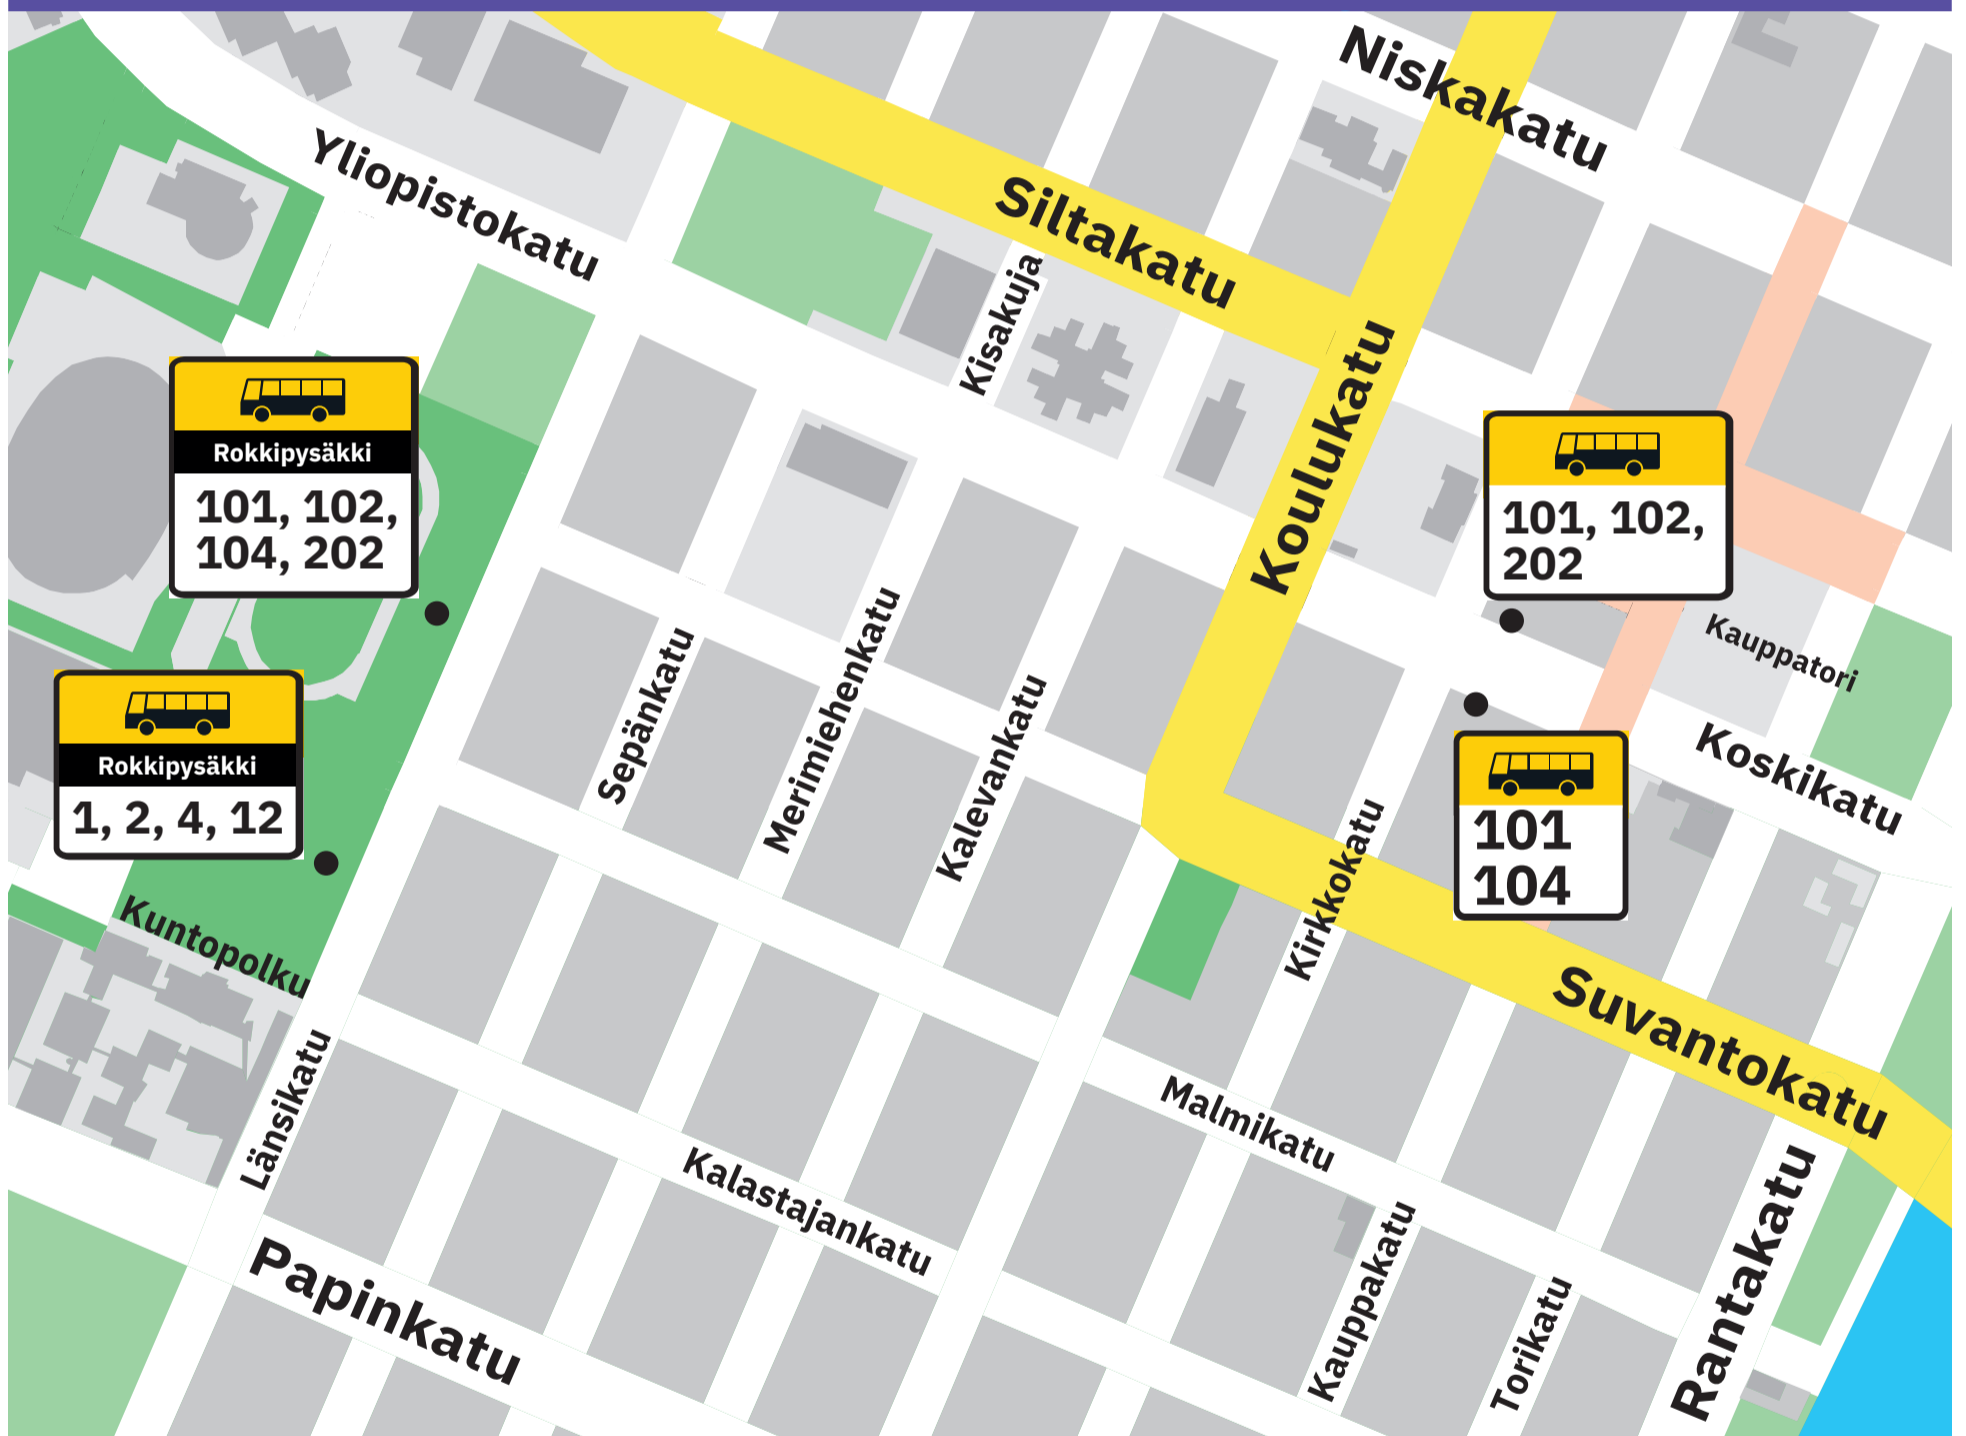 Niskakatu
Yliopistokatu
Siltakatu
Kisakuja
Koulukatu
Rokkipysäkki
101, 102,
104, 202
101, 102,
202
Kauppatori
Rokkipysäkki
1, 2, 4, 12
Sepänkatu
Merimiehenkatu
Kalevankatu
Koskikatu
101
104
Kirkkokatu
Kuntopolku
Suvantokatu
Länsikatu
Malmikatu
Kalastajankatu
Rantakatu
Papinkatu
Kauppakatu
Torikatu